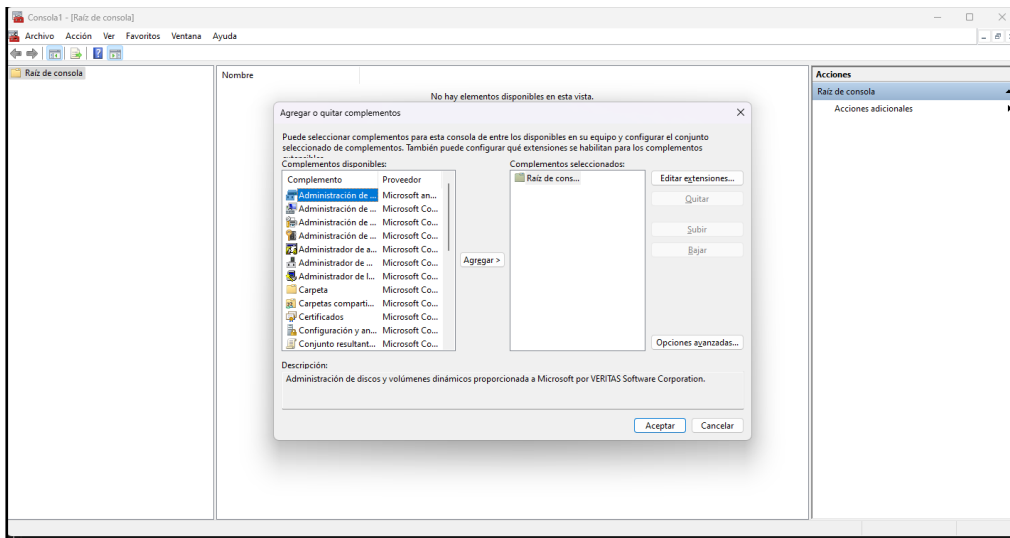 Consola1 - [Raíz de consola]
Archivo Acción Ver Favoritos Ventana Ayuda
Raíz de consola
Nombre
No hay elementos disponibles en esta vista.
Acciones
Raíz de consola
Acciones adicionales
Agregar o quitar complementos
Puede seleccionar complementos para esta consola de entre los disponibles en su equipo y configurar el conjunto
seleccionado de complementos. También puede configurar qué extensiones se habilitan para los complementos
Complementos disponibles:
Complemento Proveedor
Administración de ... Microsoft an...
Administración de ... Microsoft Co...
Administración de ... Microsoft Co...
Administración de ... Microsoft Co...
Administrador de a... Microsoft Co...
Administrador de ... Microsoft Co...
Administrador de l... Microsoft Co...
Carpeta Microsoft Co...
Carpetas comparti... Microsoft Co...
Certificados Microsoft Co...
Configuración y an... Microsoft Co...
Conjunto resultant... Microsoft Co...
Agregar >
Complementos seleccionados:
Raíz de cons...
Editar extensiones...
Quitar
Subir
Bajar
Opciones avanzadas...
Descripción:
Administración de discos y volúmenes dinámicos proporcionada a Microsoft por VERITAS Software Corporation.
Aceptar Cancelar